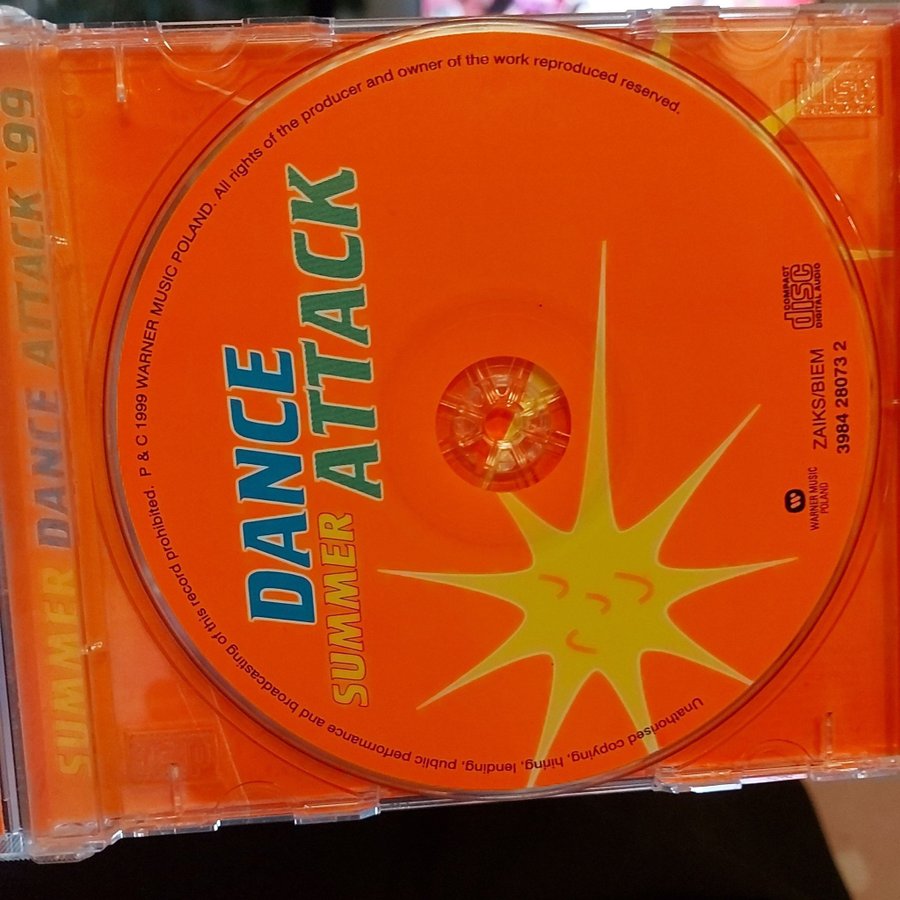 SUMMER DANCE ATTACK '99
DANCE
SUMMER ATTACK
Unathorised copying, hiring, lending, public performance and broadcasting of this record prohibited. P & C 1999 WARNER MUSIC POLAND. All rights of the producer and owner of the work reproduced reserved.
WARNER MUSIC
POLAND
ZAIKS/BIEM
3984 28073 2
COMPACT
disc
DIGITAL AUDIO